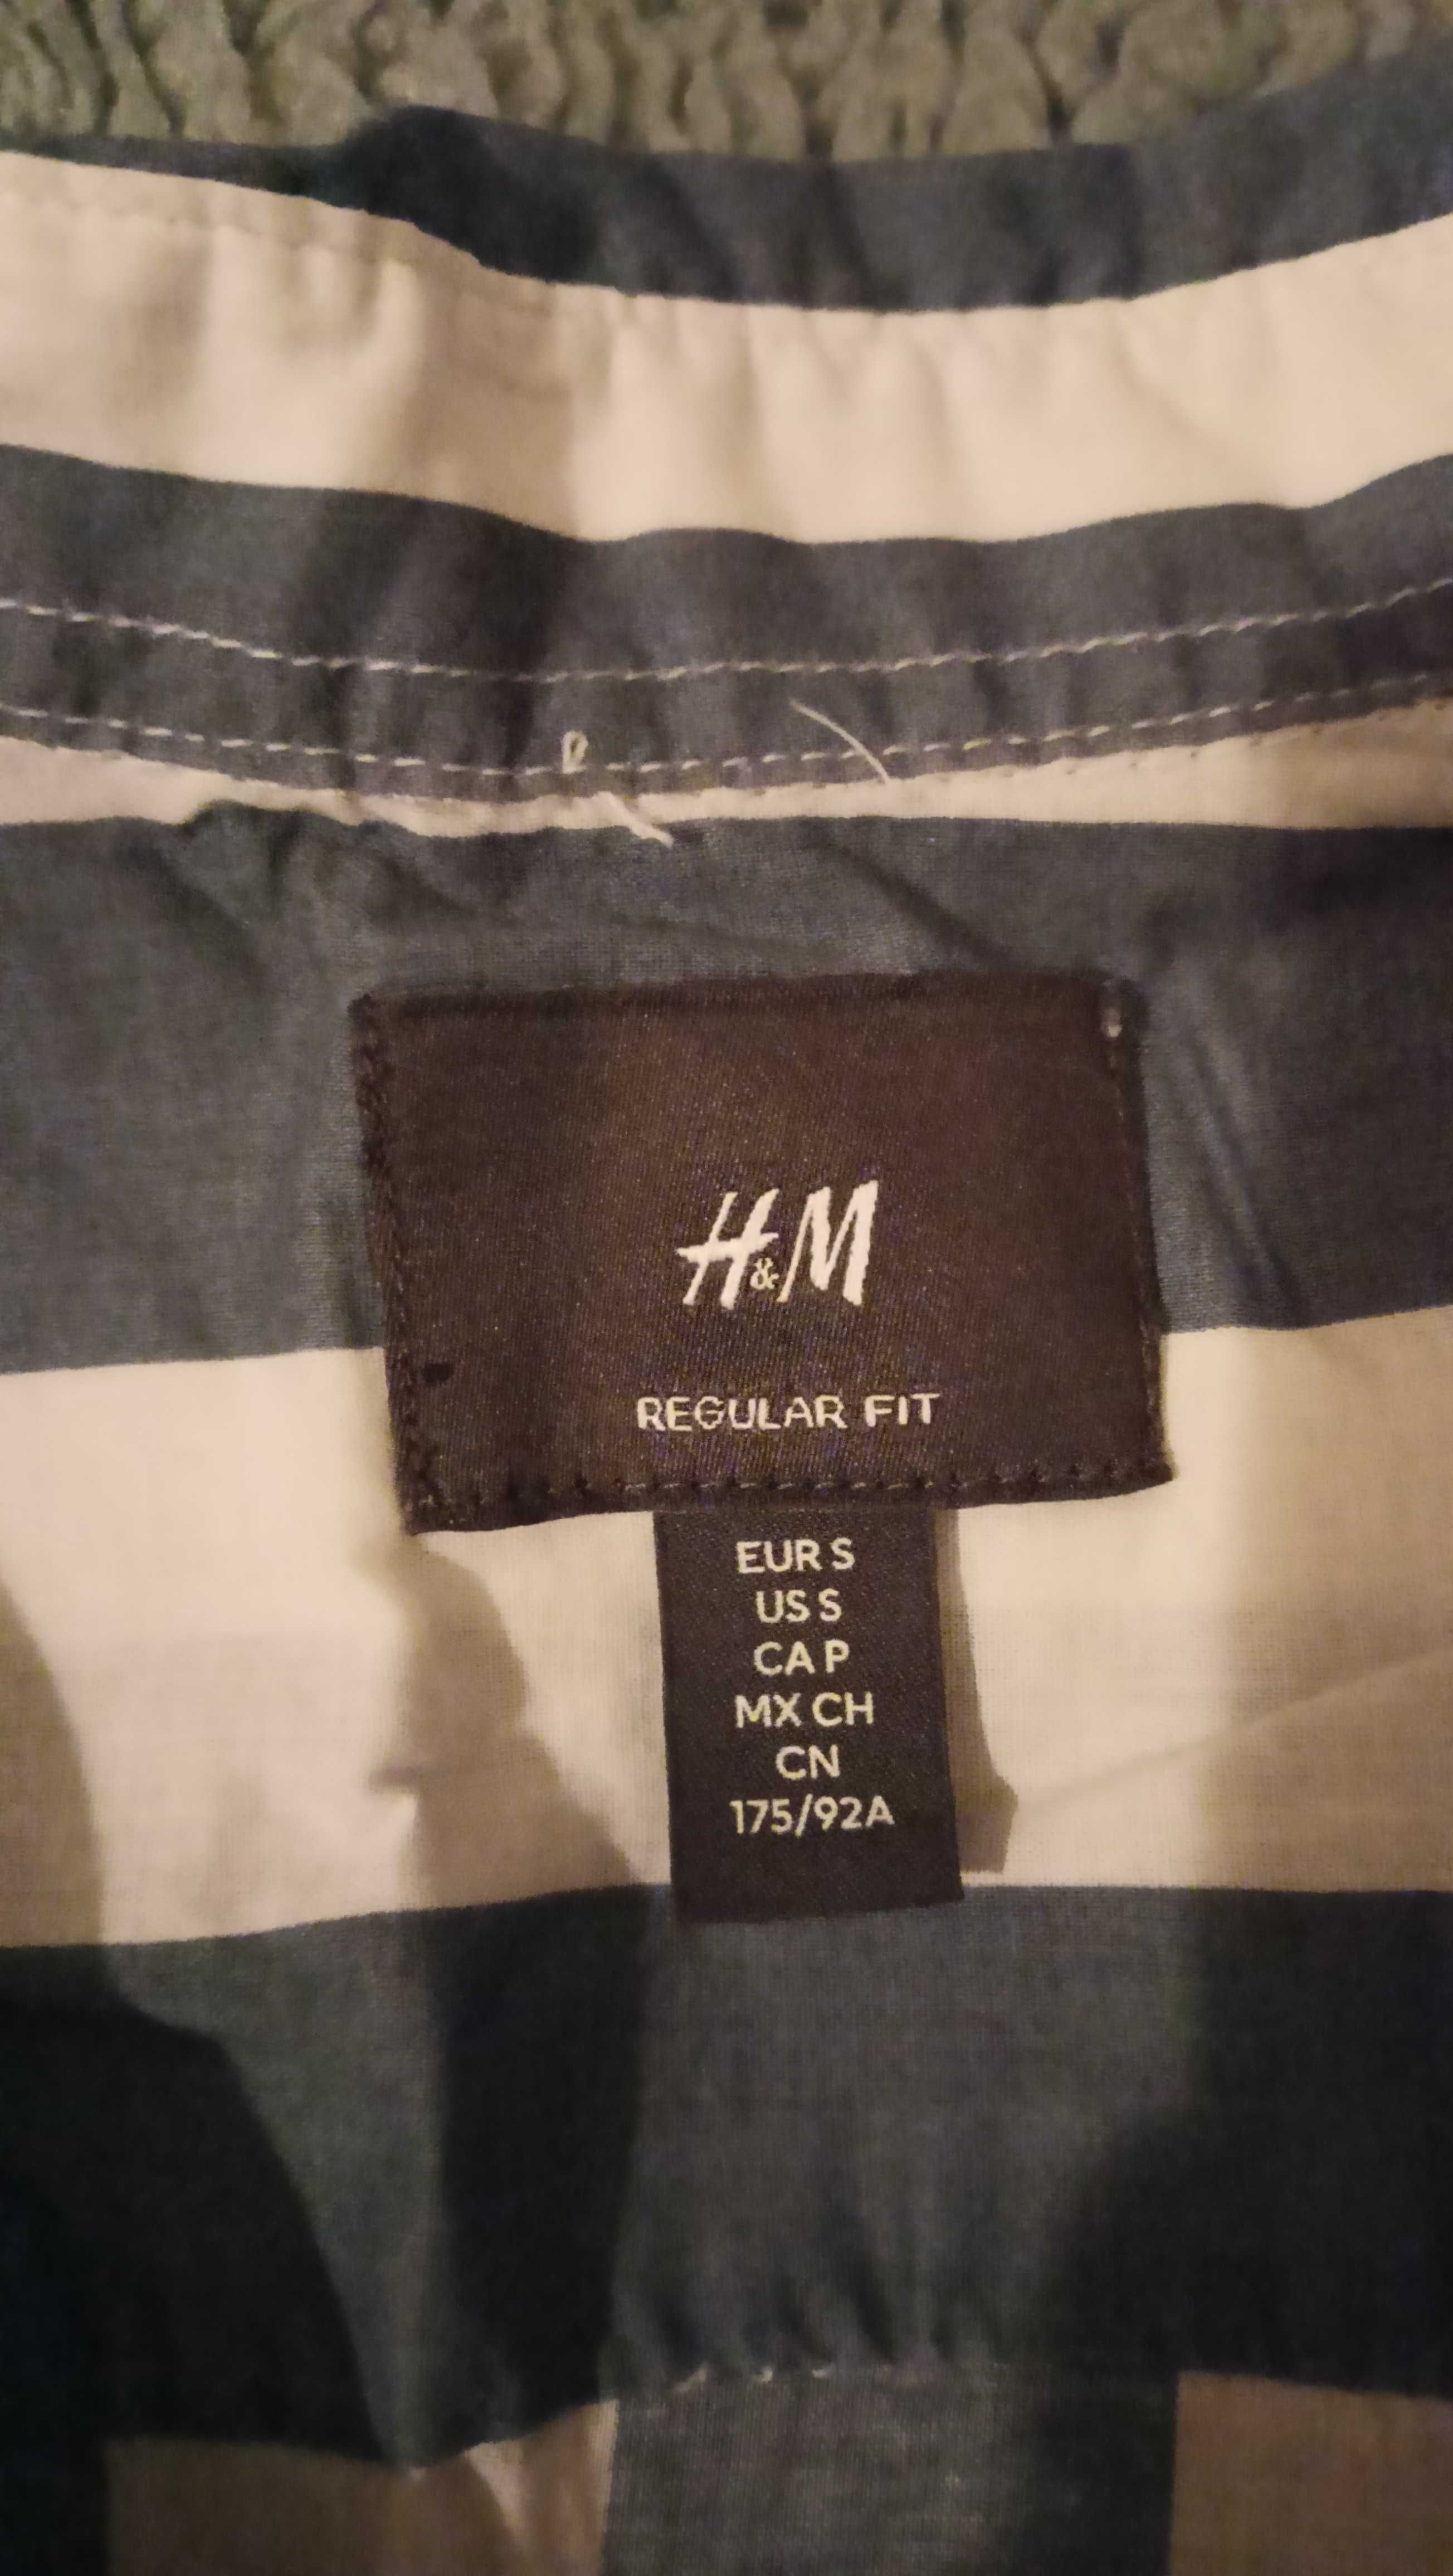 H&M
REGULAR FIT
EUR S
US S
CA P
MX CH
CN
175/92A